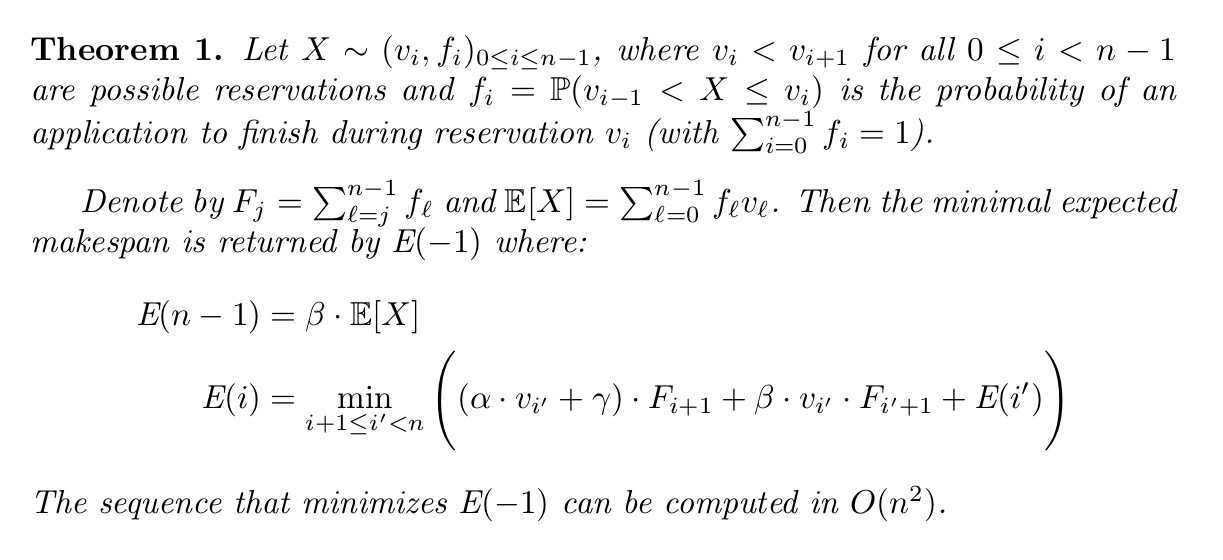 Theorem 1. Let X ∼ (v_i, f_i)_{0≤i≤n−1}, where v_i < v_{i+1} for all 0 ≤ i < n − 1
are possible reservations and f_i = ℙ(v_{i−1} < X ≤ v_i) is the probability of an
application to finish during reservation v_i (with ∑_{i=0}^{n−1} f_i = 1).
Denote by F_j = ∑_{ℓ=j}^{n−1} f_ℓ and 𝔼[X] = ∑_{ℓ=0}^{n−1} f_ℓ v_ℓ. Then the minimal expected
makespan is returned by E(−1) where:
E(n − 1) = β · 𝔼[X]
E(i) = min_{i+1≤i′<n} ((α · v_{i′} + γ) · F_{i+1} + β · v_{i′} · F_{i′+1} + E(i′))
The sequence that minimizes E(−1) can be computed in O(n²).